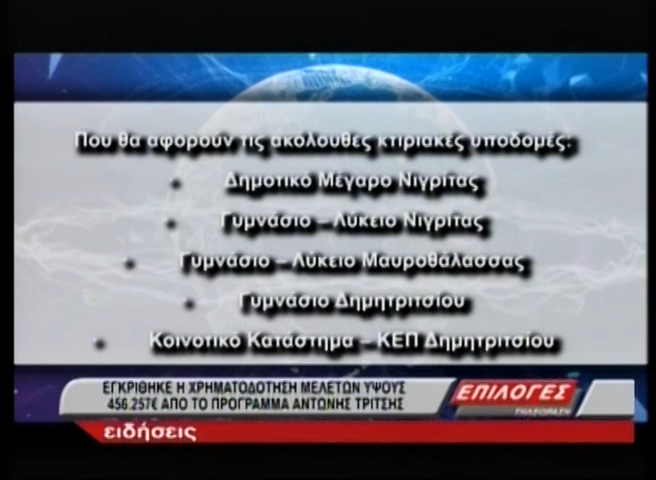 Που θα αφορούν τις ακόλουθες κτιριακές υποδομές:
• Δημοτικό Μέγαρο Νιγρίτας
• Γυμνάσιο – Λύκειο Νιγρίτας
• Γυμνάσιο – Λύκειο Μαυροθάλασσας
• Γυμνάσιο Δημητριτσίου
• Κοινοτικό Κατάστημα – ΚΕΠ Δημητριτσίου
ΕΓΚΡΙΘΗΚΕ Η ΧΡΗΜΑΤΟΔΟΤΗΣΗ ΜΕΛΕΤΩΝ ΥΨΟΥΣ
456.257€ ΑΠΟ ΤΟ ΠΡΟΓΡΑΜΜΑ ΑΝΤΩΝΗΣ ΤΡΙΤΣΗΣ
ΕΠΙΛΟΓΕΣ
ΤΗΛΕΟΡΑΣΗ
ειδήσεις